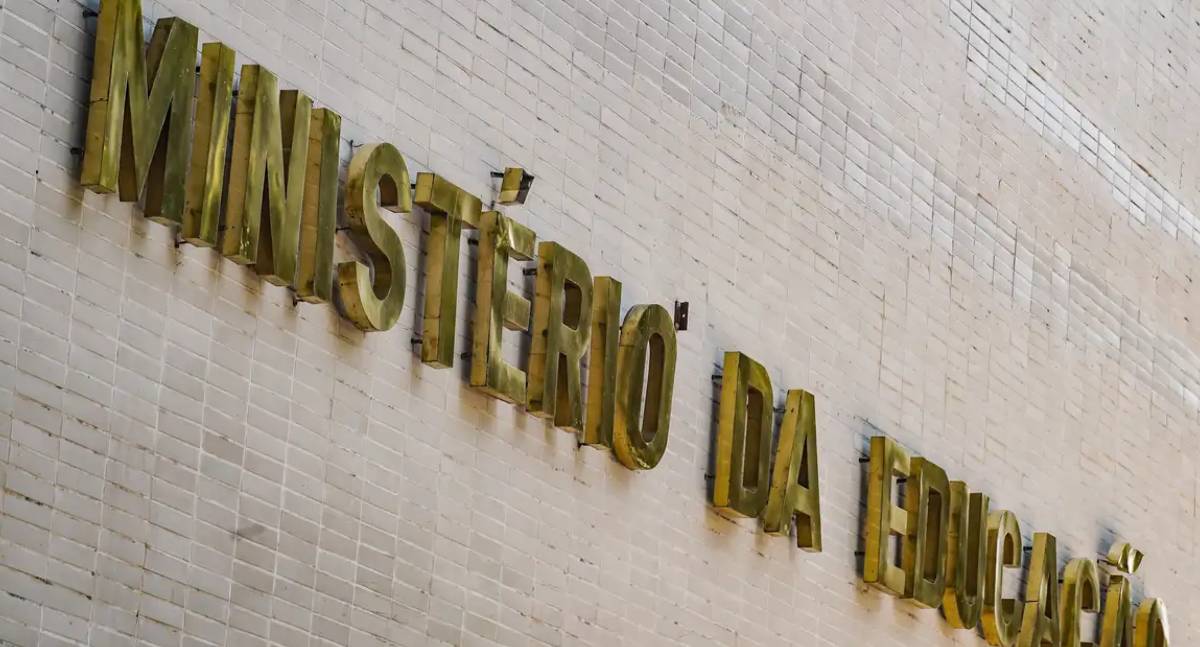 MINISTÉRIO DA EDUCAÇÃO